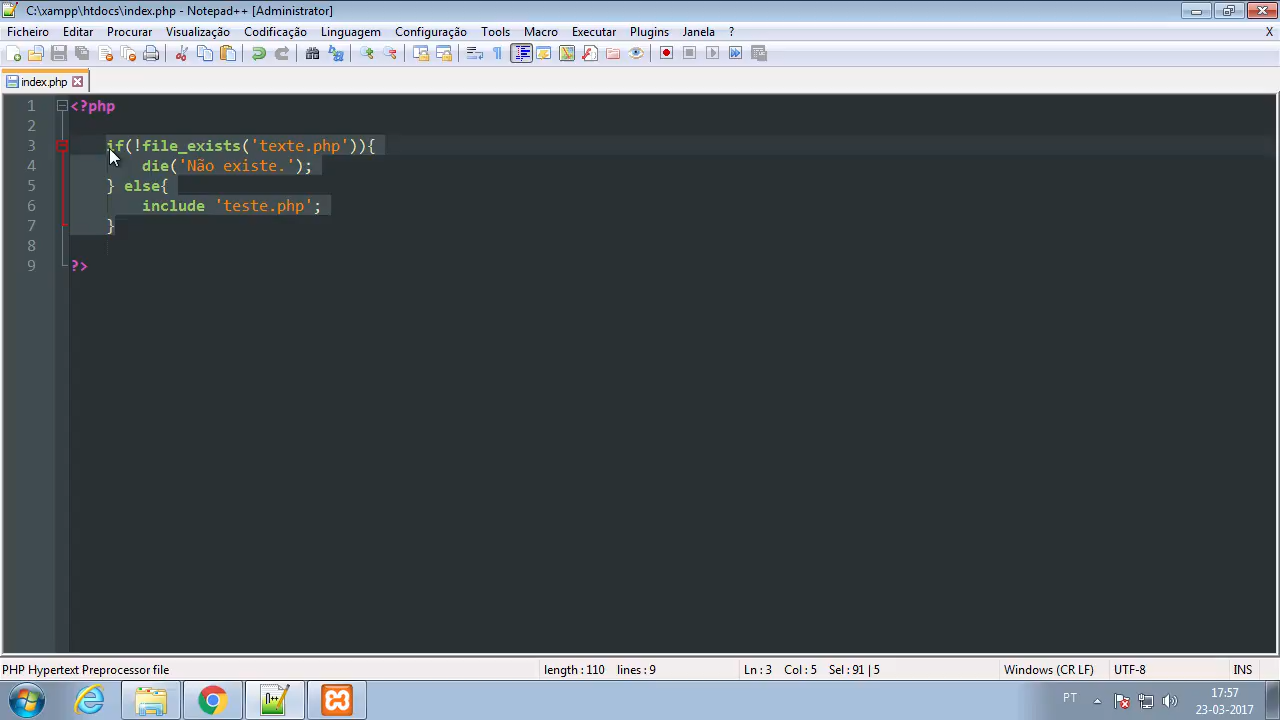 C:\xampp\htdocs\index.php - Notepad++ [Administrator]
Ficheiro Editar Procurar Visualização Codificação Linguagem Configuração Tools Macro Executar Plugins Janela ? X
index.php
1 <?php
2
3 if(!file_exists('texte.php')){
4 die('Não existe.');
5 } else{
6 include 'teste.php';
7 }
8
9 ?>
PHP Hypertext Preprocessor file length : 110 lines : 9 Ln : 3 Col : 5 Sel : 91 | 5 Windows (CR LF) UTF-8 INS
PT 17:57
23-03-2017